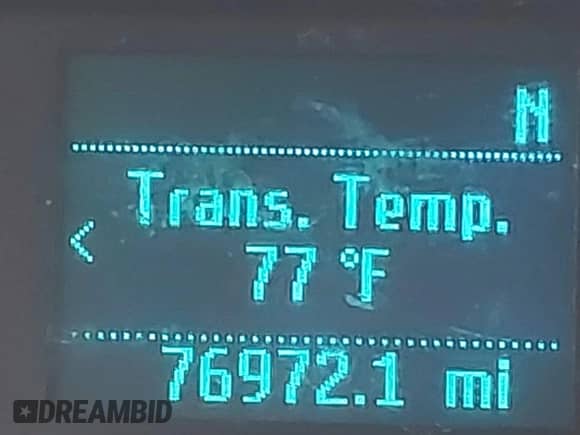 N
Trans. Temp.
<
77 °F
76972.1 mi
DREAMBID